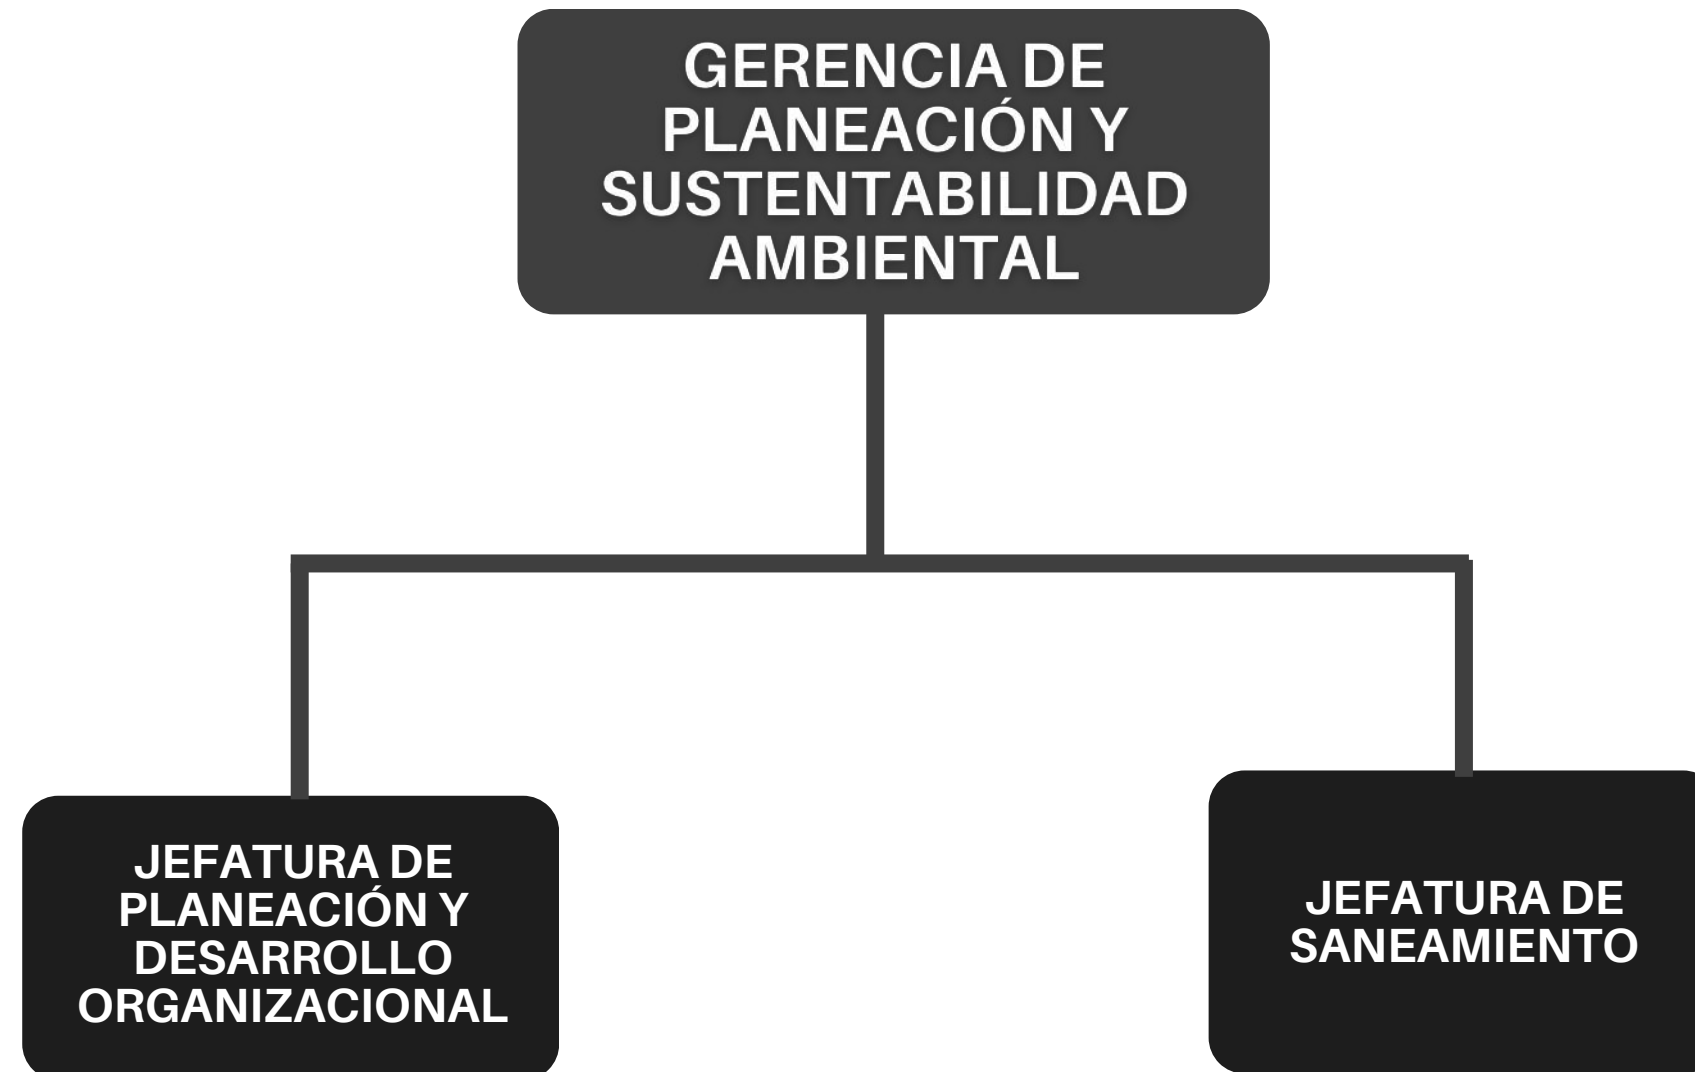 GERENCIA DE
PLANEACIÓN Y
SUSTENTABILIDAD
AMBIENTAL
JEFATURA DE
PLANEACIÓN Y
DESARROLLO
ORGANIZACIONAL
JEFATURA DE
SANEAMIENTO